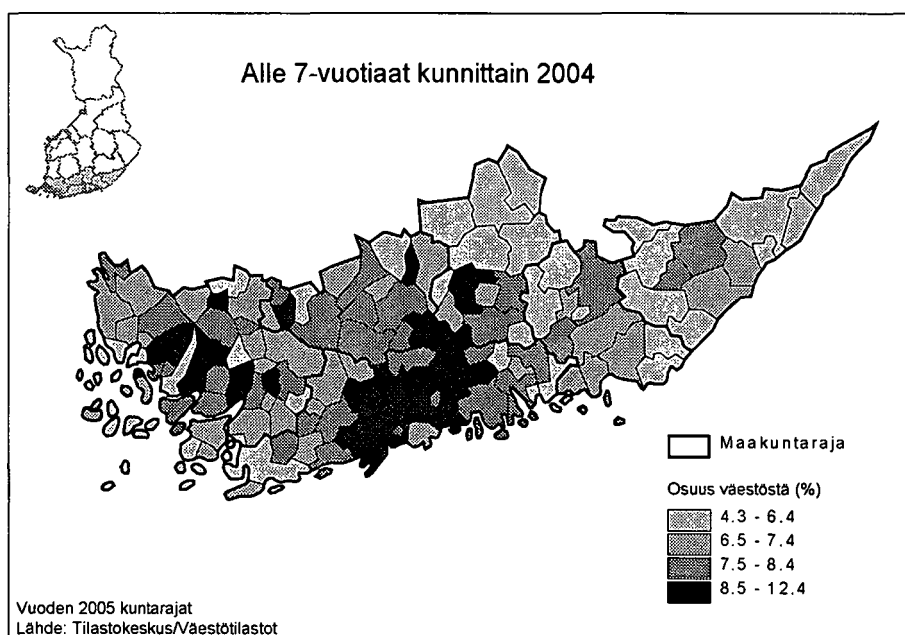 Alle 7-vuotiaat kunnittain 2004
Maakuntaraja
Osuus väestöstä (%)
4.3 - 6.4
6.5 - 7.4
7.5 - 8.4
8.5 - 12.4
Vuoden 2005 kuntarajat
Lähde: Tilastokeskus/Väestötilastot